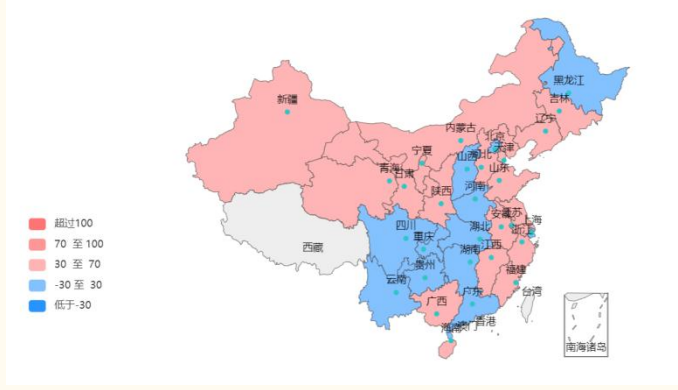 黑龙江
新疆
吉林
辽宁
内蒙古
北京
天津
宁夏
山西
河北
青海
甘肃
山东
陕西
河南
超过100
70 至 100
30 至 70
-30 至 30
低于-30
西藏
四川
重庆
湖北
安徽
江苏
上海
浙江
湖南
江西
贵州
云南
福建
台湾
广西
广东
香港
澳门
海南
南海诸岛